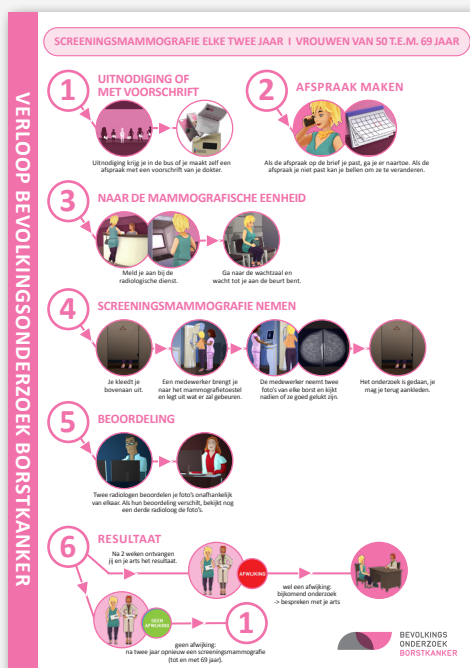 SCREENINGSMAMMOGRAFIE ELKE TWEE JAAR I VROUWEN VAN 50 T.E.M. 69 JAAR
VERLOOP BEVOLKINGSONDERZOEK BORSTKANKER
1
UITNODIGING OF
MET VOORSCHRIFT
Uitnodiging krijg je in de bus of je maakt zelf een
afspraak met een voorschrift van je dokter.
2
AFSPRAAK MAKEN
Als de afspraak op de brief je past, ga je er naartoe. Als de
afspraak je niet past kan je bellen om ze te veranderen.
3
NAAR DE MAMMOGRAFISCHE EENHEID
Meld je aan bij de
radiologische dienst.
Ga naar de wachtzaal en
wacht tot je aan de beurt bent.
4
SCREENINGSMAMMOGRAFIE NEMEN
Je kleedt je
bovenaan uit.
Een medewerker brengt je
naar het mammografietoestel
en legt uit wat er zal gebeuren.
De medewerker neemt twee
foto's van elke borst en kijkt
nadien of ze goed gelukt zijn.
Het onderzoek is gedaan, je
mag je terug aankleden.
5
BEOORDELING
Twee radiologen beoordelen je foto's onafhankelijk
van elkaar. Als hun beoordeling verschilt, bekijkt nog
een derde radioloog de foto's.
6
RESULTAAT
Na 2 weken ontvangen
jij en je arts het resultaat.
AFWIJKING
wel een afwijking:
bijkomend onderzoek
-> bespreken met je arts
GEEN
AFWIJKING
1
geen afwijking:
na twee jaar opnieuw een screeningsmammografie
(tot en met 69 jaar).
BEVOLKINGS
ONDERZOEK
BORSTKANKER